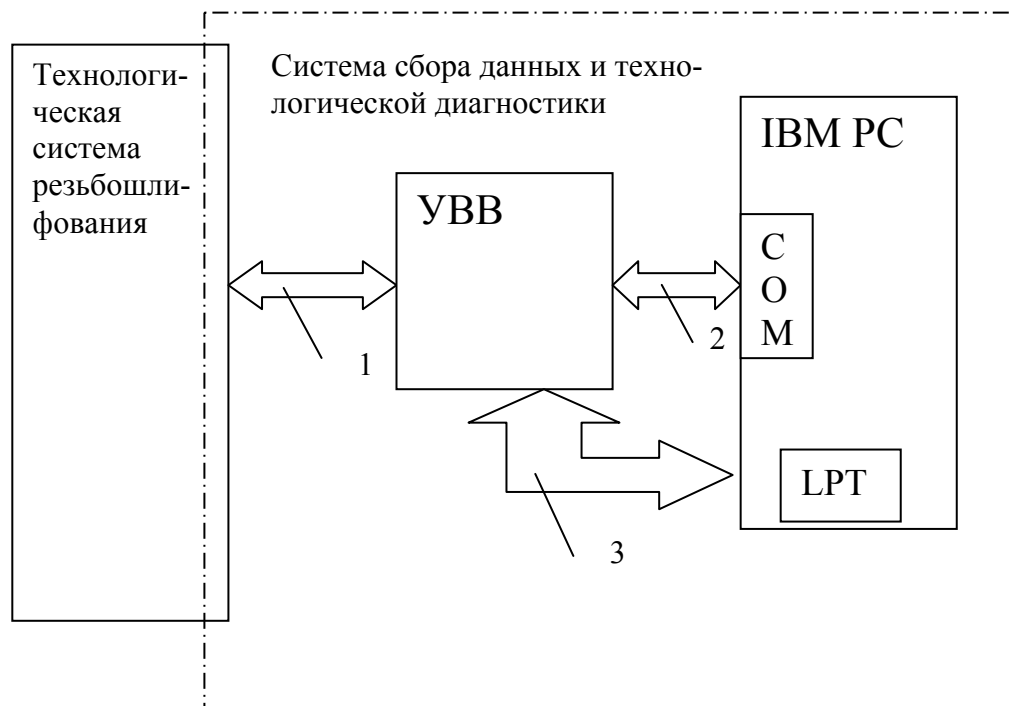 Технологи-
ческая
система
резьбошли-
фования
Система сбора данных и техно-
логической диагностики
IBM PC
УВВ
С
О
М
1
2
LPT
3